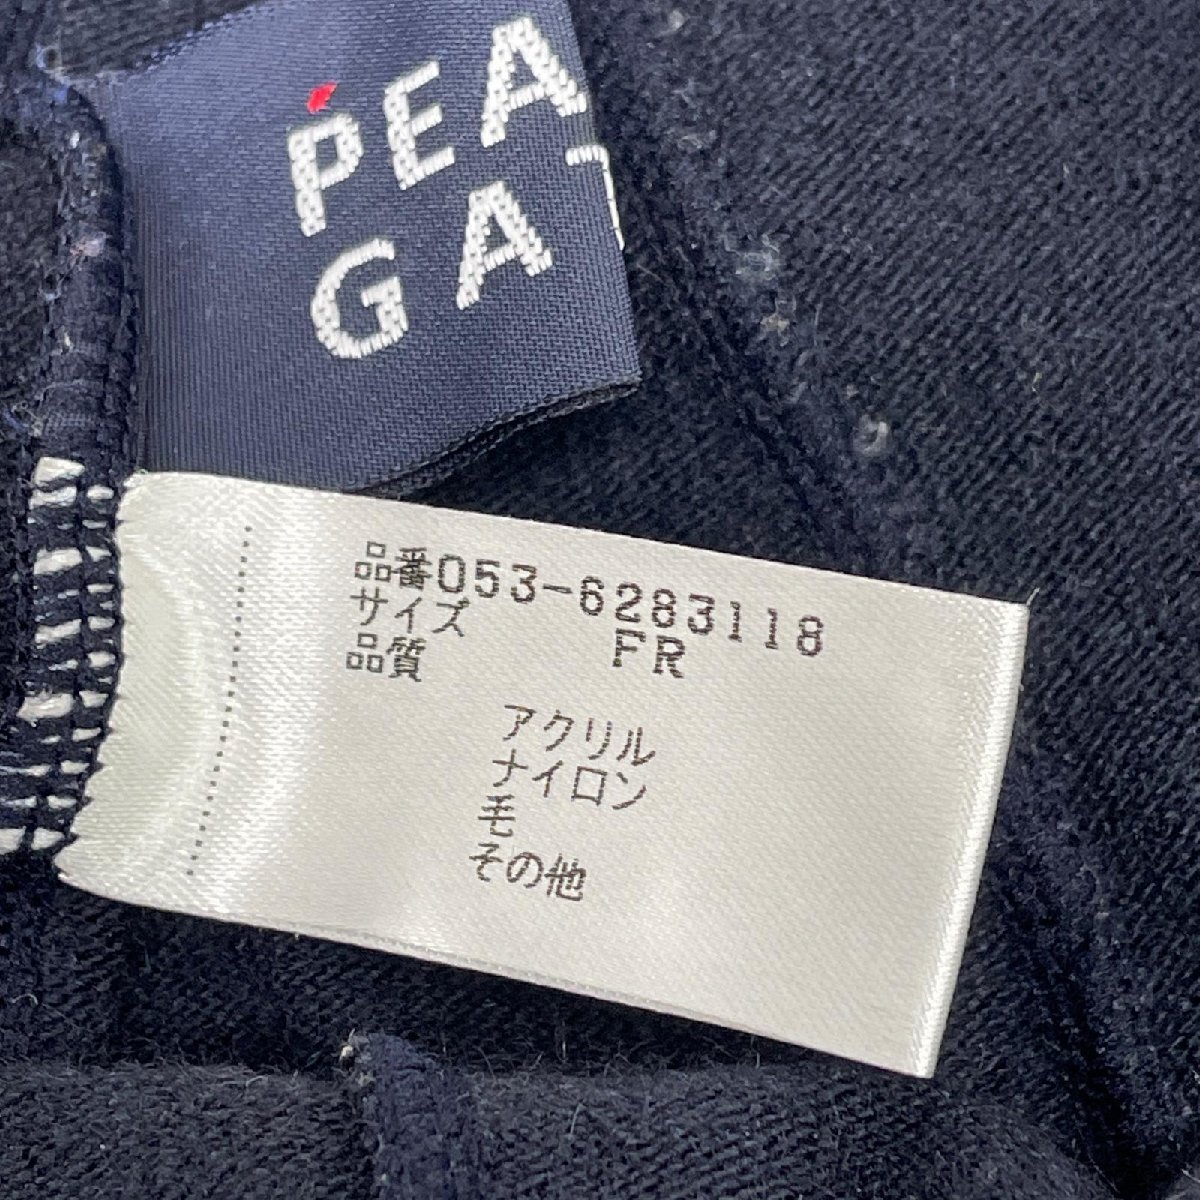 PEA
GA
品番053-6283118
サイズ FR
品質
アクリル
ナイロン
毛
その他